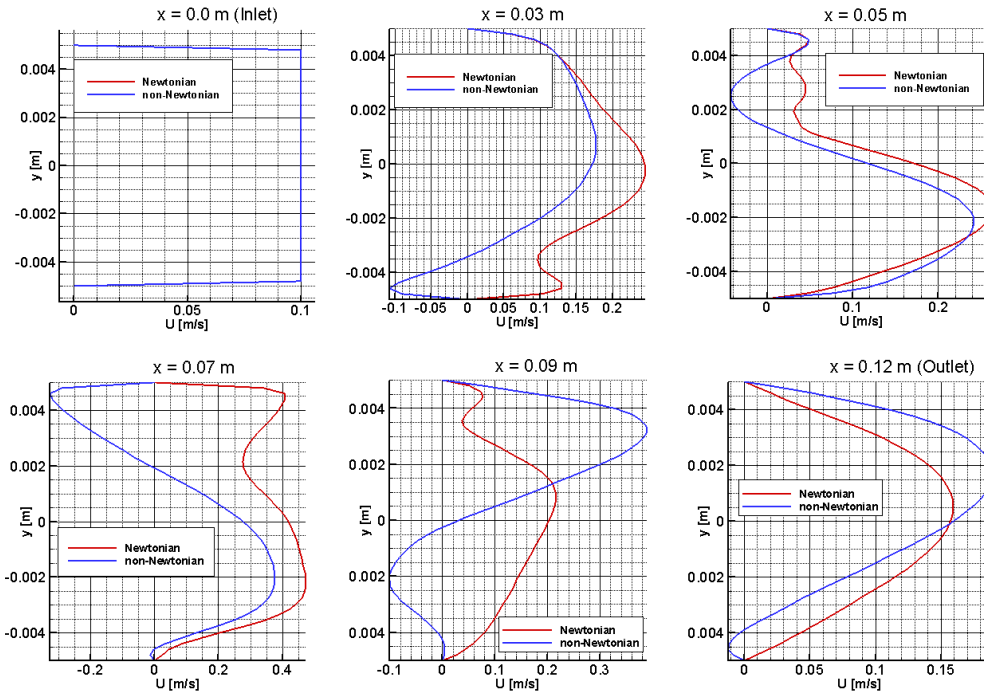 x = 0.0 m (Inlet)
0.004
0.002
0
-0.002
-0.004
y [m]
Newtonian
non-Newtonian
0
0.05
0.1
U [m/s]
x = 0.03 m
0.004
0.002
0
-0.002
-0.004
y [m]
Newtonian
non-Newtonian
-0.1
-0.05
0
0.05
0.1
0.15
0.2
U [m/s]
x = 0.05 m
0.004
0.002
0
-0.002
-0.004
y [m]
Newtonian
non-Newtonian
0
0.1
0.2
U [m/s]
x = 0.07 m
0.004
0.002
0
-0.002
-0.004
y [m]
Newtonian
non-Newtonian
-0.2
0
0.2
0.4
U [m/s]
x = 0.09 m
0.004
0.002
0
0.002
0.004
y [m]
Newtonian
non-Newtonian
-0.1
0
0.1
0.2
0.3
U [m/s]
x = 0.12 m (Outlet)
0.004
0.002
0
0.002
0.004
y [m]
Newtonian
non-Newtonian
0
0.05
0.1
0.15
U [m/s]